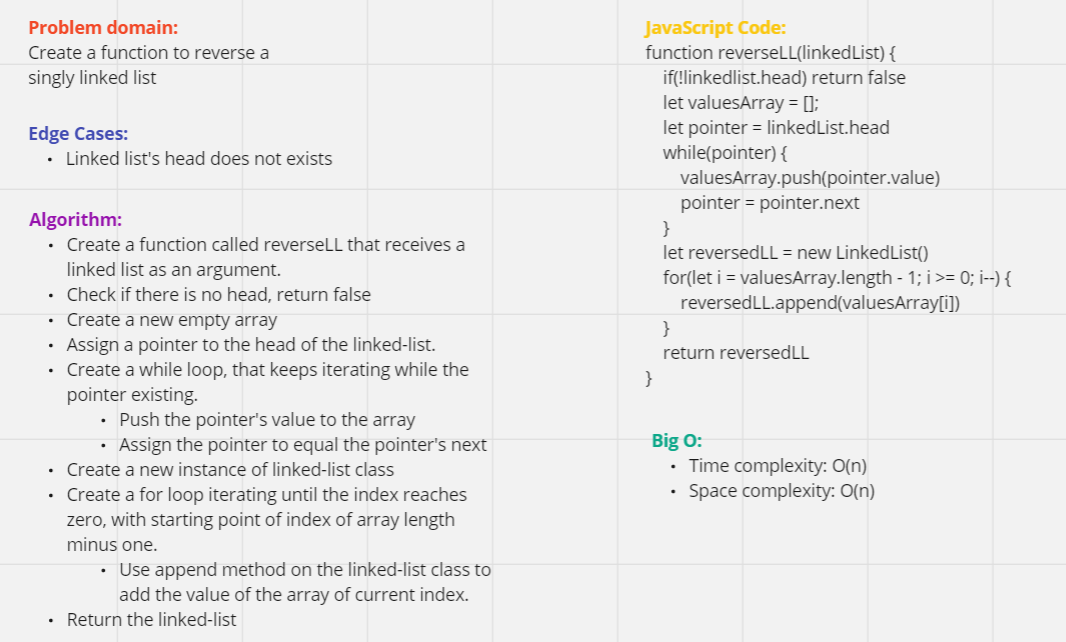 Problem domain:
Create a function to reverse a
singly linked list
Edge Cases:
• Linked list's head does not exists
Algorithm:
• Create a function called reverseLL that receives a
linked list as an argument.
• Check if there is no head, return false
• Create a new empty array
• Assign a pointer to the head of the linked-list.
• Create a while loop, that keeps iterating while the
pointer existing.
• Push the pointer's value to the array
• Assign the pointer to equal the pointer's next
• Create a new instance of linked-list class
• Create a for loop iterating until the index reaches
zero, with starting point of index of array length
minus one.
• Use append method on the linked-list class to
add the value of the array of current index.
• Return the linked-list
JavaScript Code:
function reverseLL(linkedList) {
if(!linkedlist.head) return false
let valuesArray = [];
let pointer = linkedList.head
while(pointer) {
valuesArray.push(pointer.value)
pointer = pointer.next
}
let reversedLL = new LinkedList()
for(let i = valuesArray.length - 1; i >= 0; i--) {
reversedLL.append(valuesArray[i])
}
return reversedLL
}
Big O:
• Time complexity: O(n)
• Space complexity: O(n)